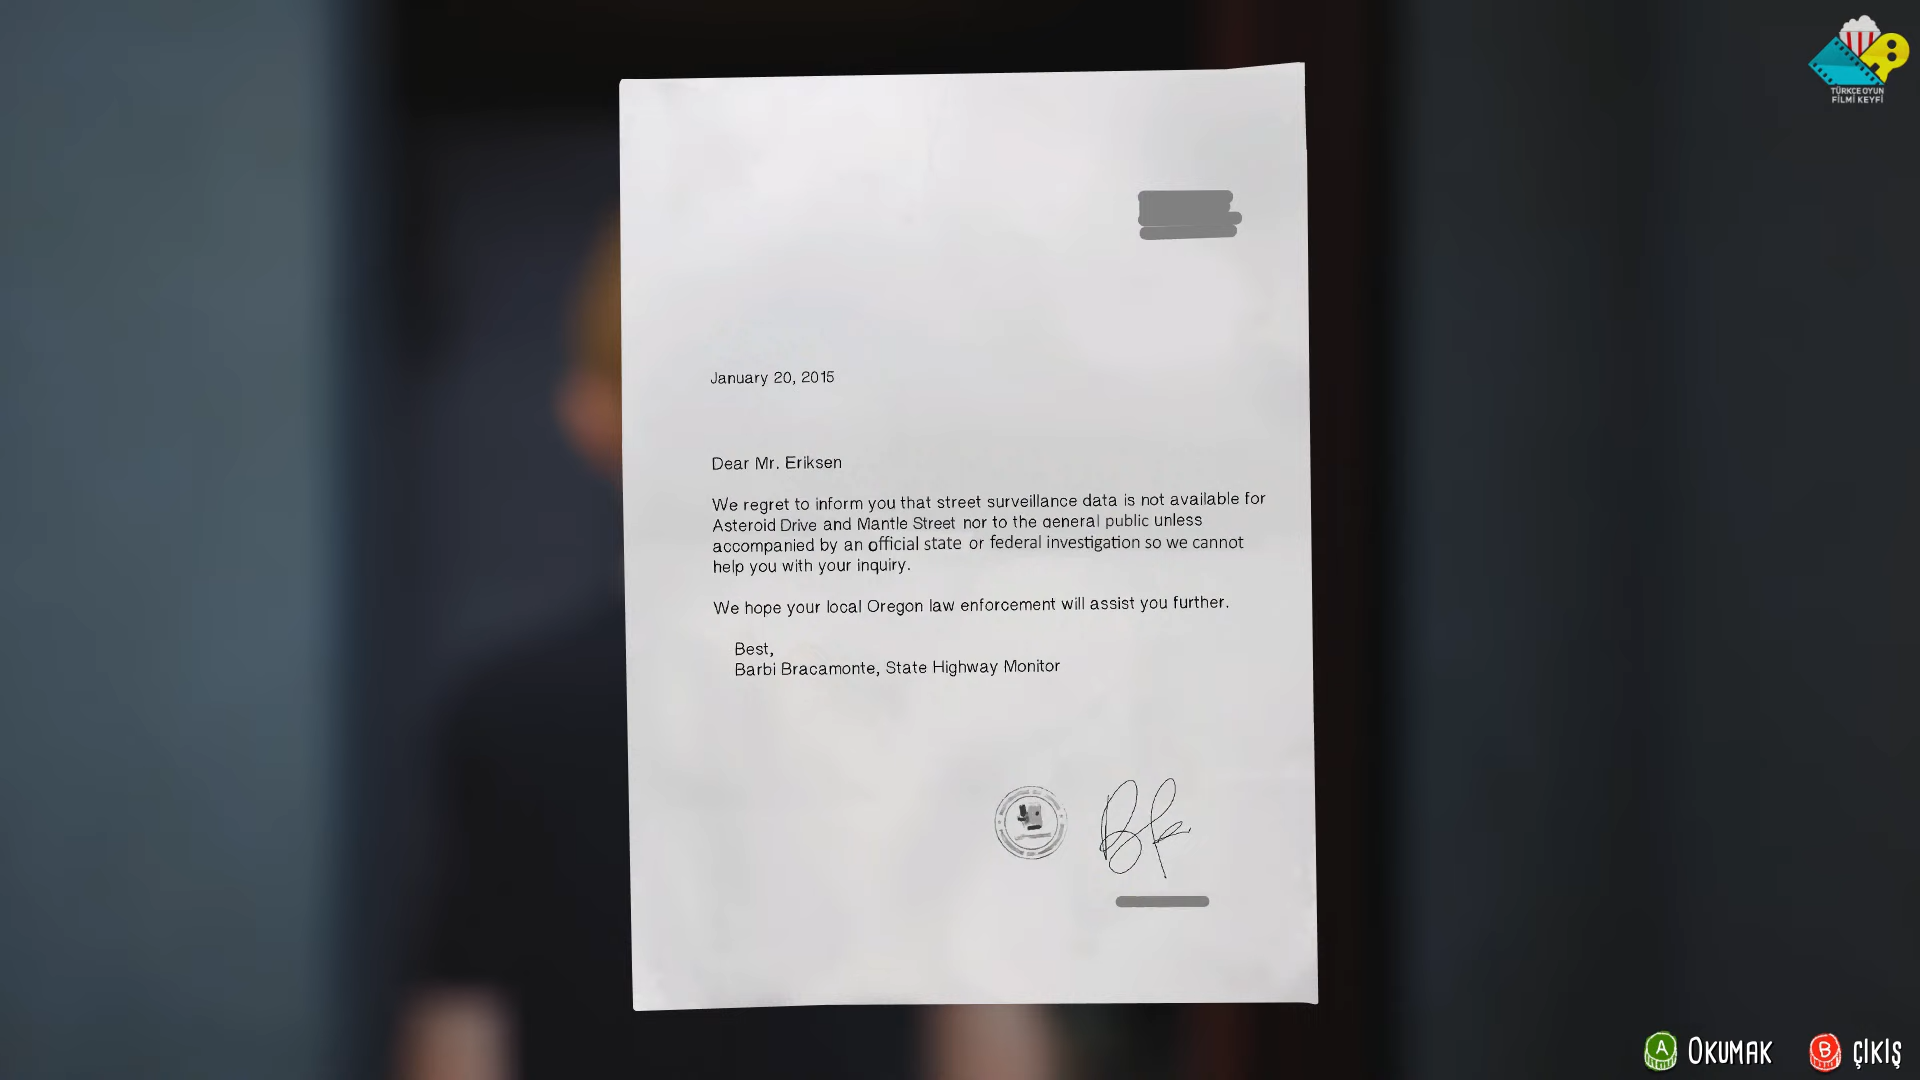 TÜRKÇE OYUN
FİLMİ KEYFİ
January 20, 2015
Dear Mr. Eriksen
We regret to inform you that street surveillance data is not available for
Asteroid Drive and Mantle Street nor to the general public unless
accompanied by an official state or federal investigation so we cannot
help you with your inquiry.
We hope your local Oregon law enforcement will assist you further.
Best,
Barbi Bracamonte, State Highway Monitor
A OKUMAK B ÇIKIŞ